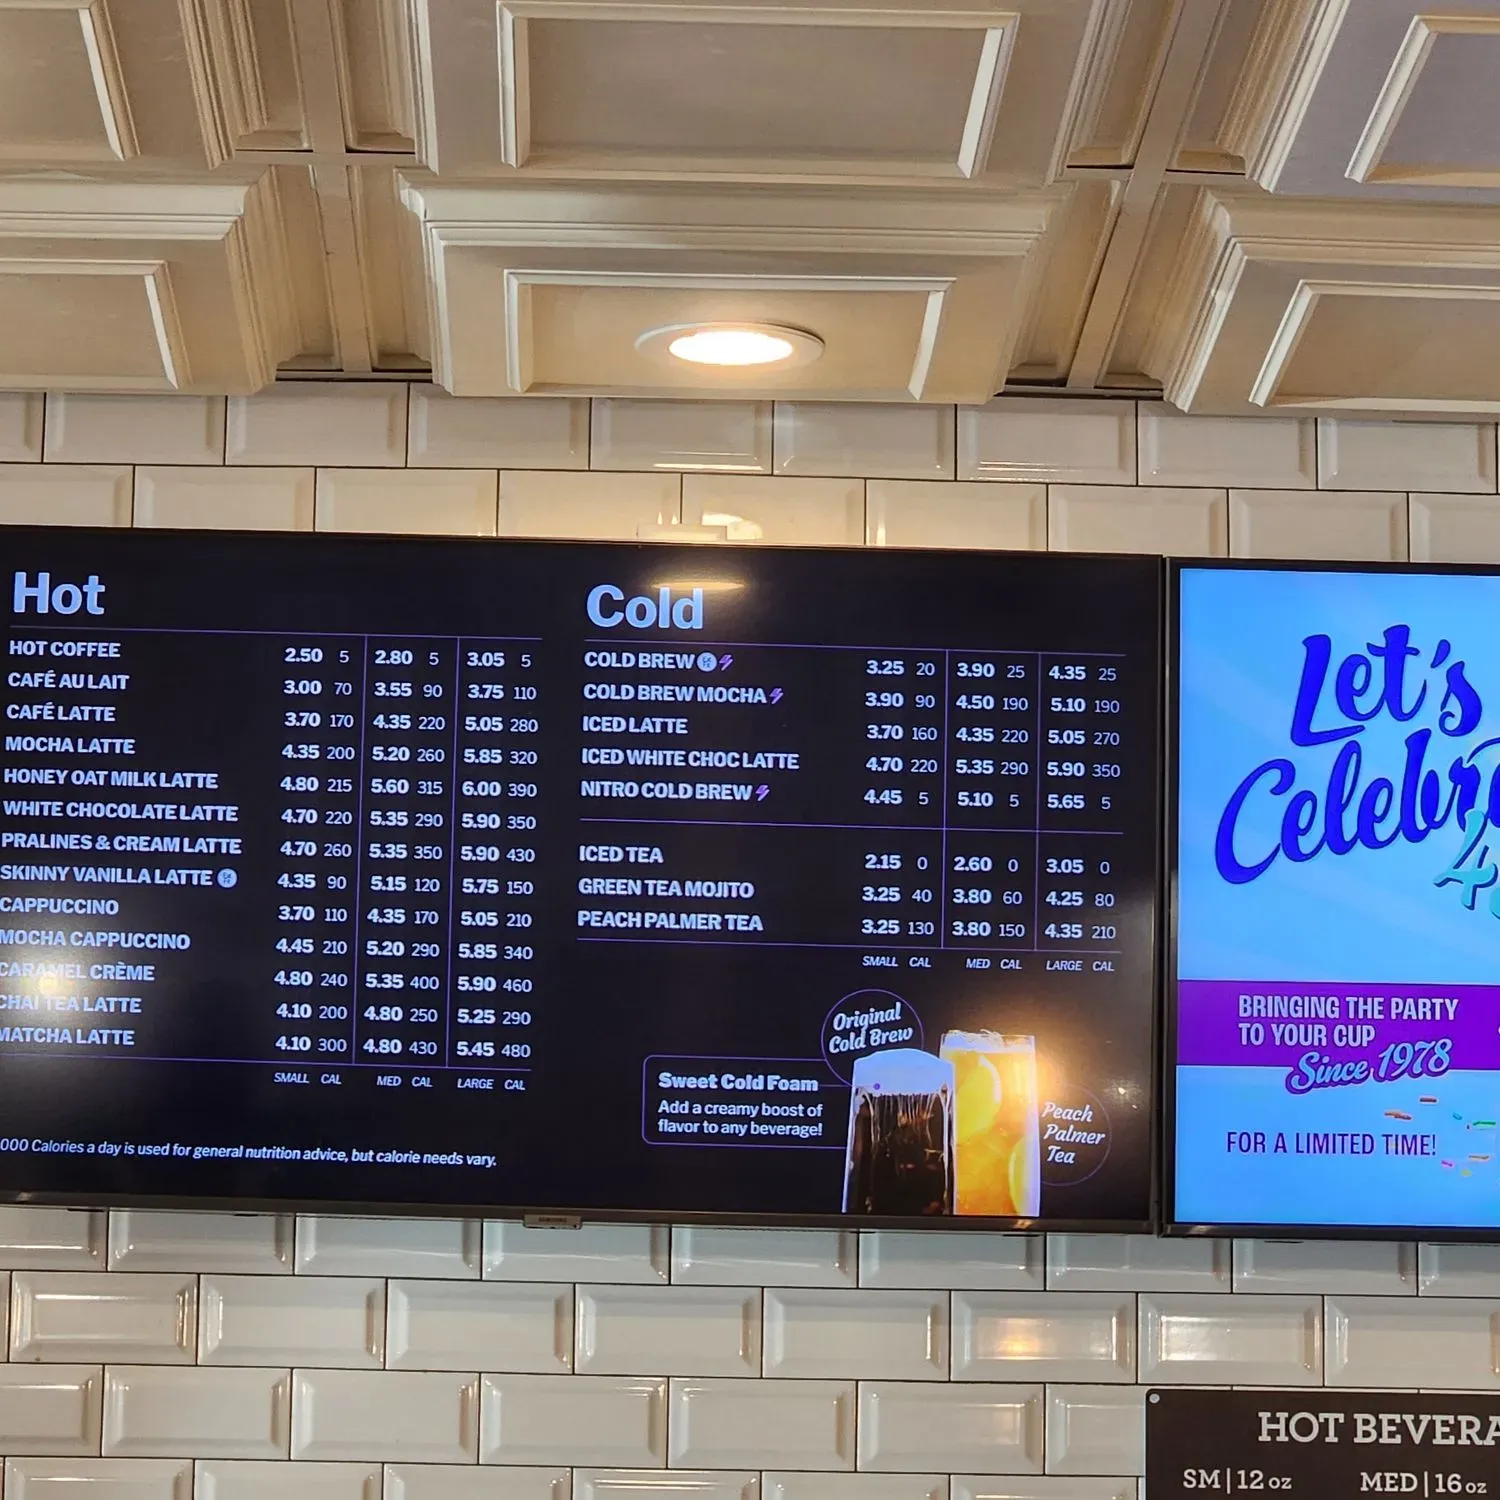 Hot
HOT COFFEE 2.50 5 2.80 5 3.05 5
CAFÉ AU LAIT 3.00 70 3.55 90 3.75 110
CAFÉ LATTE 3.70 170 4.35 220 5.05 280
MOCHA LATTE 4.35 200 5.20 260 5.85 320
HONEY OAT MILK LATTE 4.80 215 5.60 315 6.00 390
WHITE CHOCOLATE LATTE 4.70 220 5.35 290 5.90 350
PRALINES & CREAM LATTE 4.70 260 5.35 350 5.90 430
SKINNY VANILLA LATTE 4.35 90 5.15 120 5.75 150
CAPPUCCINO 3.70 110 4.35 170 5.05 210
MOCHA CAPPUCCINO 4.45 210 5.20 290 5.85 340
CARAMEL CRÈME 4.80 240 5.35 400 5.90 460
CHAI TEA LATTE 4.10 200 4.80 250 5.25 290
MATCHA LATTE 4.10 300 4.80 430 5.45 480
SMALL CAL MED CAL LARGE CAL
000 Calories a day is used for general nutrition advice, but calorie needs vary.
Cold
COLD BREW 3.25 20 3.90 25 4.35 25
COLD BREW MOCHA 3.90 90 4.50 190 5.10 190
ICED LATTE 3.70 160 4.35 220 5.05 270
ICED WHITE CHOC LATTE 4.70 220 5.35 290 5.90 350
NITRO COLD BREW 4.45 5 5.10 5 5.65 5
ICED TEA 2.15 0 2.60 0 3.05 0
GREEN TEA MOJITO 3.25 40 3.80 60 4.25 80
PEACH PALMER TEA 3.25 130 3.80 150 4.35 210
SMALL CAL MED CAL LARGE CAL
Original
Cold Brew
Sweet Cold Foam
Add a creamy boost of
flavor to any beverage!
Peach
Palmer
Tea
SAMSUNG
Let's
Celebr
4
BRINGING THE PARTY
TO YOUR CUP
Since 1978
FOR A LIMITED TIME!
HOT BEVERA
SM | 12 oz MED | 16 oz